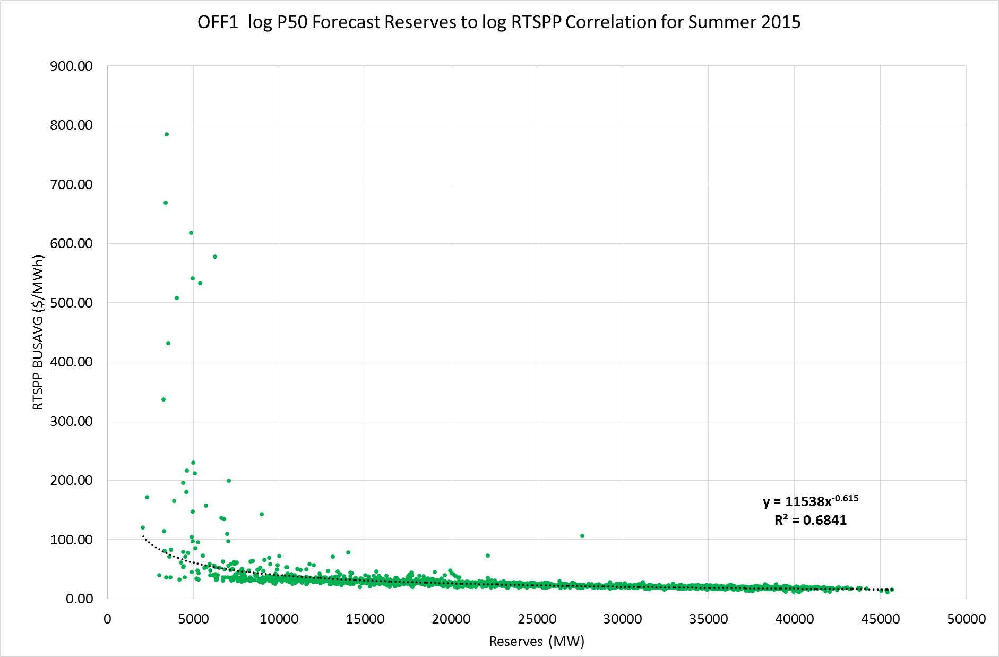 OFF1  log P50 Forecast Reserves to log RTSPP Correlation for Summer 2015
900.00
800.00
700.00
600.00
500.00
400.00
300.00
200.00
100.00
0.00
RTSPP BUSAVG ($/MWh)
y = 11538x^-0.615
R² = 0.6841
0 5000 10000 15000 20000 25000 30000 35000 40000 45000 50000
Reserves (MW)